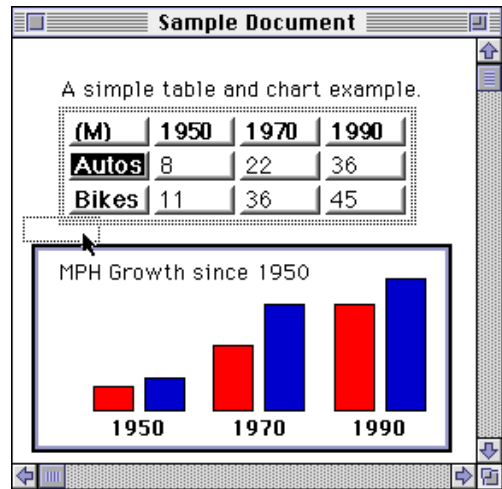 Sample Document
A simple table and chart example.
(M) 1950 1970 1990
Autos 8 22 36
Bikes 11 36 45
MPH Growth since 1950
1950 1970 1990